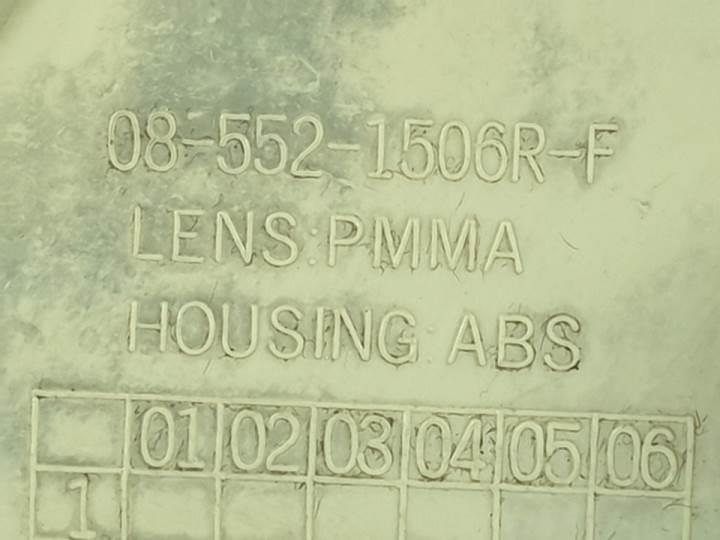 08-552-1506R-F
LENS:PMMA
HOUSING:ABS
01 02 03 04 05 06
1